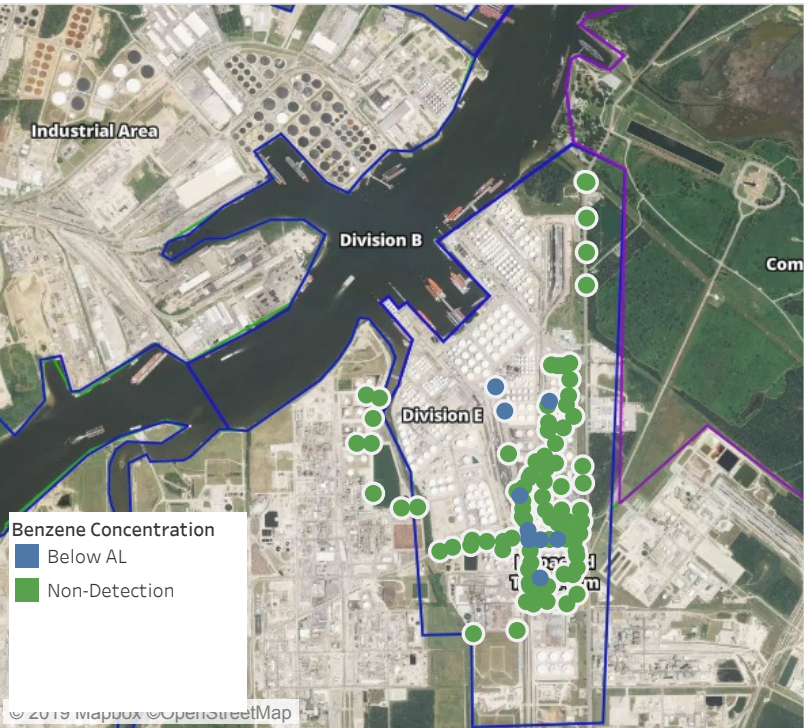 Industrial Area
Division B
Com
Division E
Benzene Concentration
Below AL
Non-Detection
© 2019 Mapbox ©OpenStreetMap